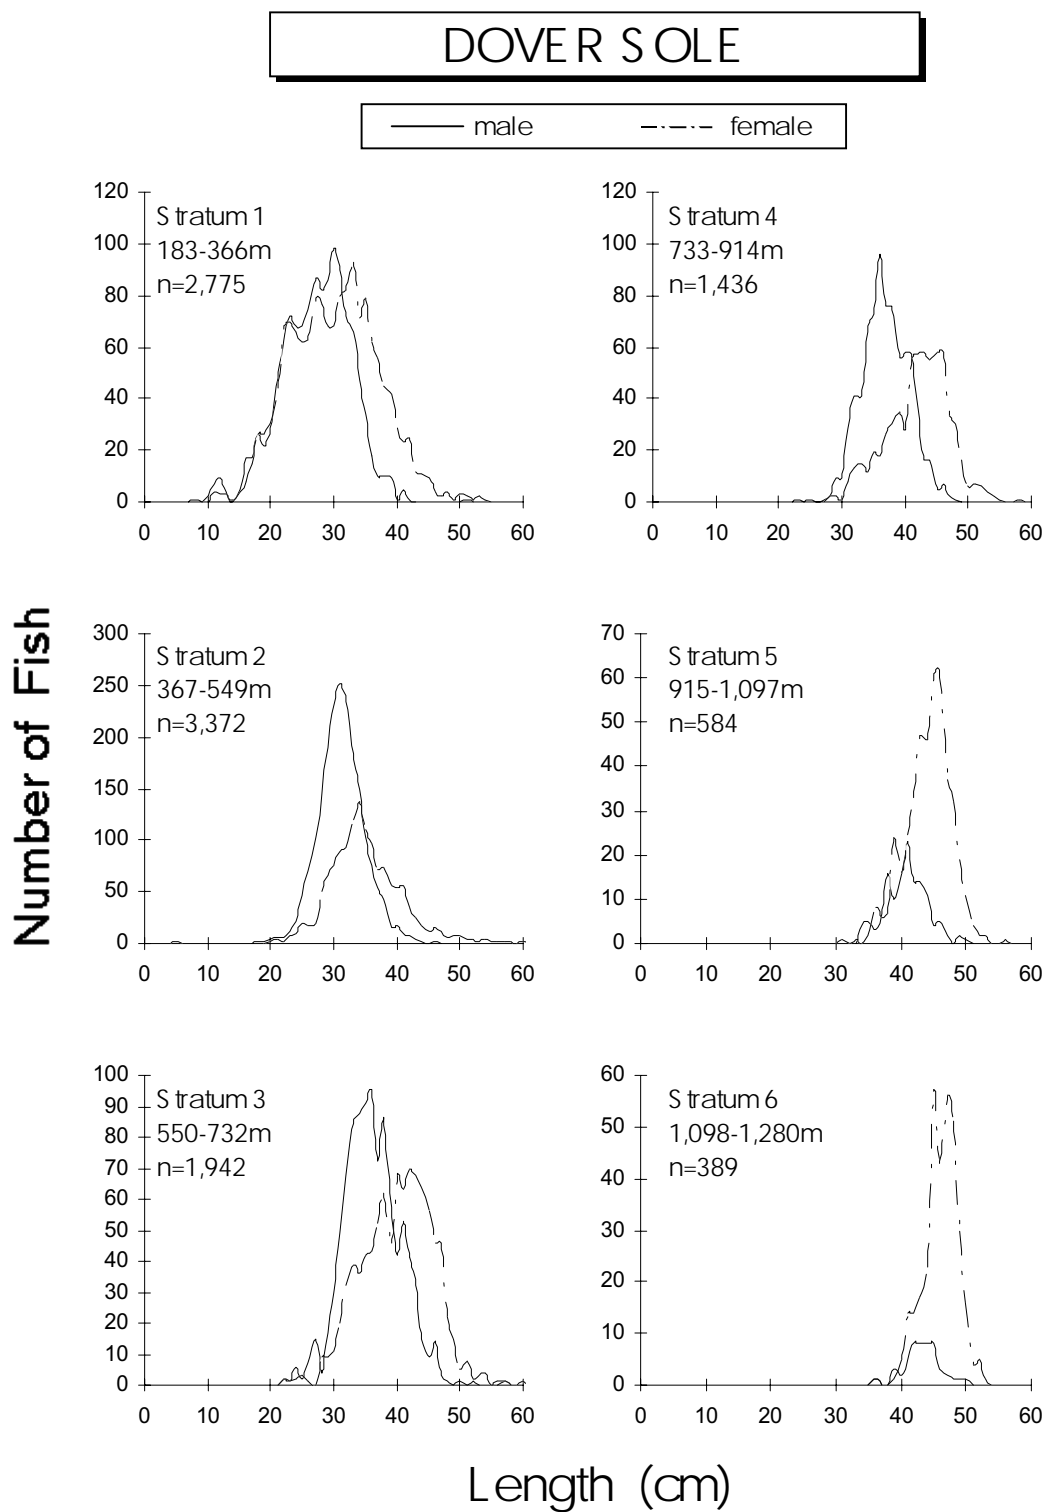 DOVER SOLE
male female
Number of Fish
Stratum 1
183-366m
n=2,775
120
100
80
60
40
20
0
0 10 20 30 40 50 60
Stratum 4
733-914m
n=1,436
120
100
80
60
40
20
0
0 10 20 30 40 50 60
Stratum 2
367-549m
n=3,372
300
250
200
150
100
50
0
0 10 20 30 40 50 60
Stratum 5
915-1,097m
n=584
70
60
50
40
30
20
10
0
0 10 20 30 40 50 60
Stratum 3
550-732m
n=1,942
100
90
80
70
60
50
40
30
20
10
0
0 10 20 30 40 50 60
Stratum 6
1,098-1,280m
n=389
60
50
40
30
20
10
0
0 10 20 30 40 50 60
Length (cm)